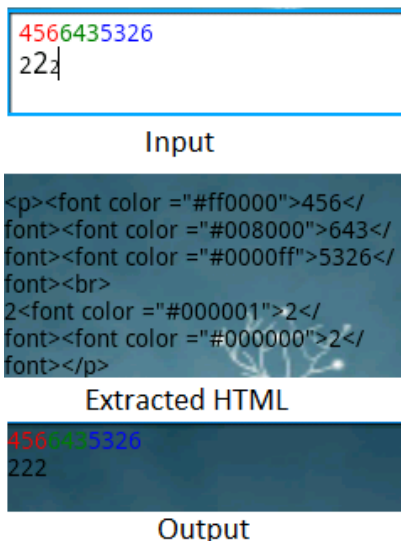 4566435326
222
Input
<p><font color ="#ff0000">456</
font><font color ="#008000">643</
font><font color ="#0000ff">5326</
font><br>
2<font color ="#000001">2</
font><font color ="#000000">2</
font></p>
Extracted HTML
4566435326
222
Output